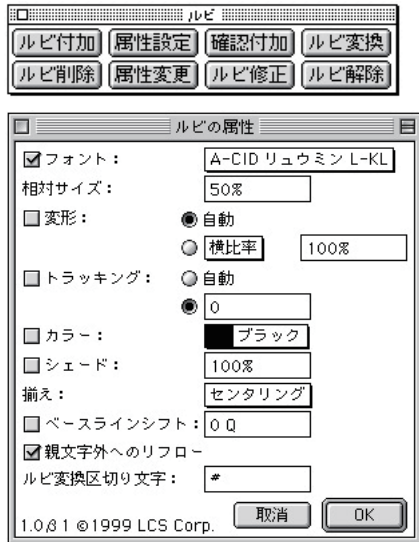 ルビ
ルビ付加 属性設定 確認付加 ルビ変換
ルビ削除 属性変更 ルビ修正 ルビ解除
ルビの属性
フォント： A-CID リュウミン L-KL
相対サイズ： 50%
変形： 自動
横比率 100%
トラッキング： 自動
0
カラー： ブラック
シェード： 100%
揃え： センタリング
ベースラインシフト： 0 Q
親文字外へのリフロー
ルビ変換区切り文字： #
1.0β1 ©1999 LCS Corp. 取消 OK